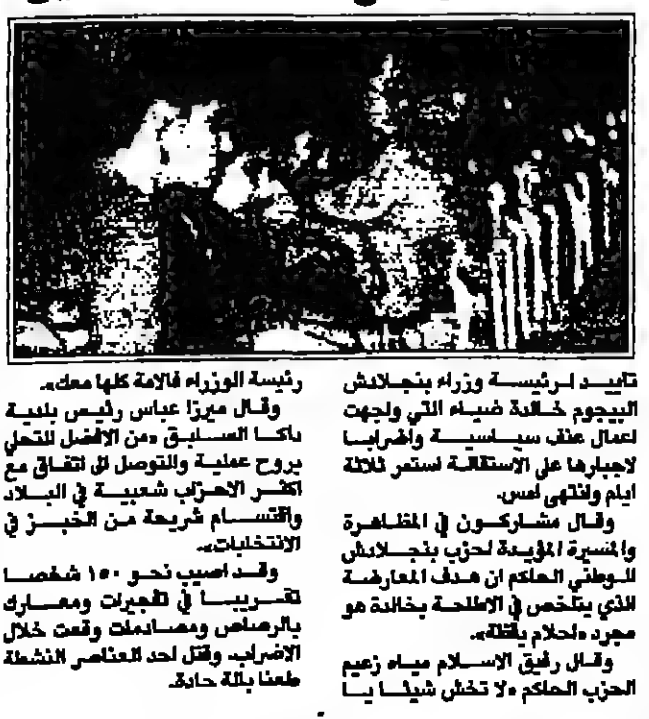 تاييد لرئيسة وزراء بنجلادش
البيجوم خالدة ضياء التي واجهت
اعمال عنف سياسية واضرابا
لاجبارها على الاستقالة استمر ثلاثة
ايام وانتهى امس.
وقال مشاركون في المظاهرة
والمسيرة المؤيدة لحزب بنجلادش
الوطني الحاكم ان هدف المعارضة
الذي يتلخص في الاطاحة بخالدة هو
مجرد «احلام يقظة».
وقال رفيق الاسلام مياه زعيم
الحزب الحاكم «لا تخش شيئا يا
رئيسة الوزراء فالامة كلها معك».
وقال ميرزا عباس رئيس بلدية
داكا السابق «من الافضل التحلي
بروح عملية والتوصل الى اتفاق مع
اكثر الاحزاب شعبية في البلاد
واقتسام شريحة من الخبز في
الانتخابات».
وقد اصيب نحو ١٥٠ شخصا
تقريبا في تفجيرات ومعارك
بالرصاص ومصادمات وقعت خلال
الاضراب. وقتل احد العناصر النشطة
طعنا بالة حادة.